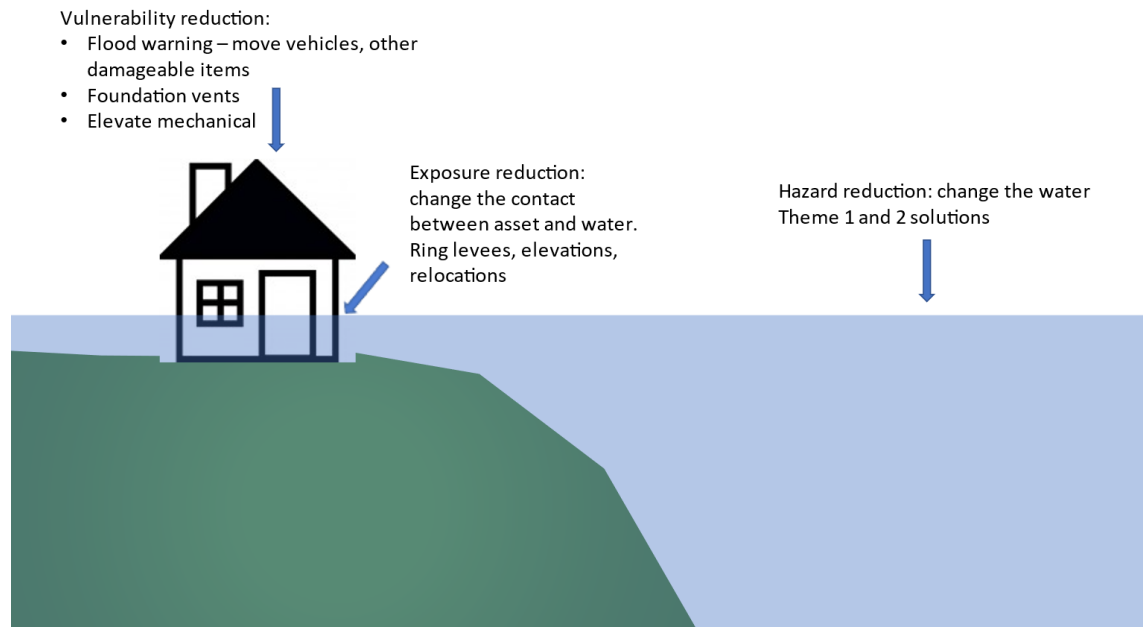 Vulnerability reduction:
• Flood warning – move vehicles, other
damageable items
• Foundation vents
• Elevate mechanical
Exposure reduction:
change the contact
between asset and water.
Ring levees, elevations,
relocations
Hazard reduction: change the water
Theme 1 and 2 solutions